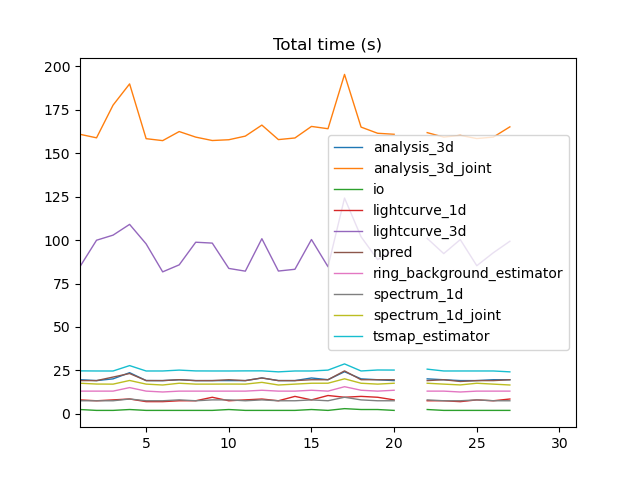 Total time (s)
200
175
150
125
100
75
50
25
0
analysis_3d
analysis_3d_joint
io
lightcurve_1d
lightcurve_3d
npred
ring_background_estimator
spectrum_1d
spectrum_1d_joint
tsmap_estimator
5 10 15 20 25 30